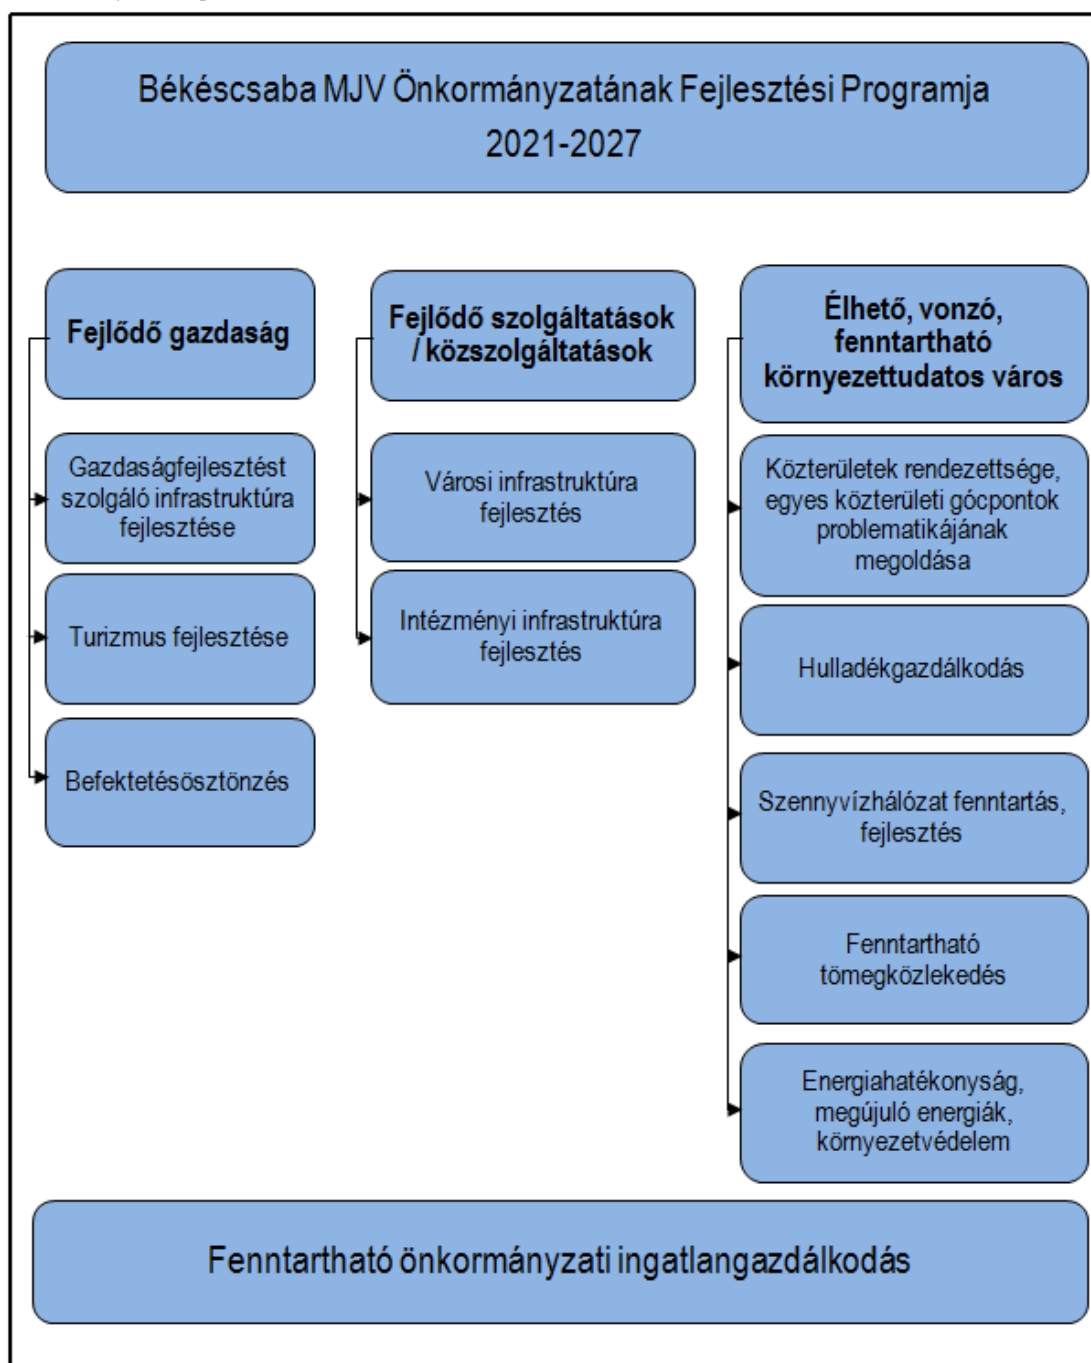 Békéscsaba MJV Önkormányzatának Fejlesztési Programja
2021-2027
Fejlődő gazdaság
Gazdaságfejlesztést
szolgáló infrastruktúra
fejlesztése
Turizmus fejlesztése
Befektetésösztönzés
Fejlődő szolgáltatások
/ közszolgáltatások
Városi infrastruktúra
fejlesztés
Intézményi infrastruktúra
fejlesztés
Élhető, vonzó,
fenntartható
környezettudatos város
Közterületek rendezettsége,
egyes közterületi gócpontok
problematikájának
megoldása
Hulladékgazdálkodás
Szennyvízhálózat fenntartás,
fejlesztés
Fenntartható
tömegközlekedés
Energiahatékonyság,
megújuló energiák,
környezetvédelem
Fenntartható önkormányzati ingatlangazdálkodás